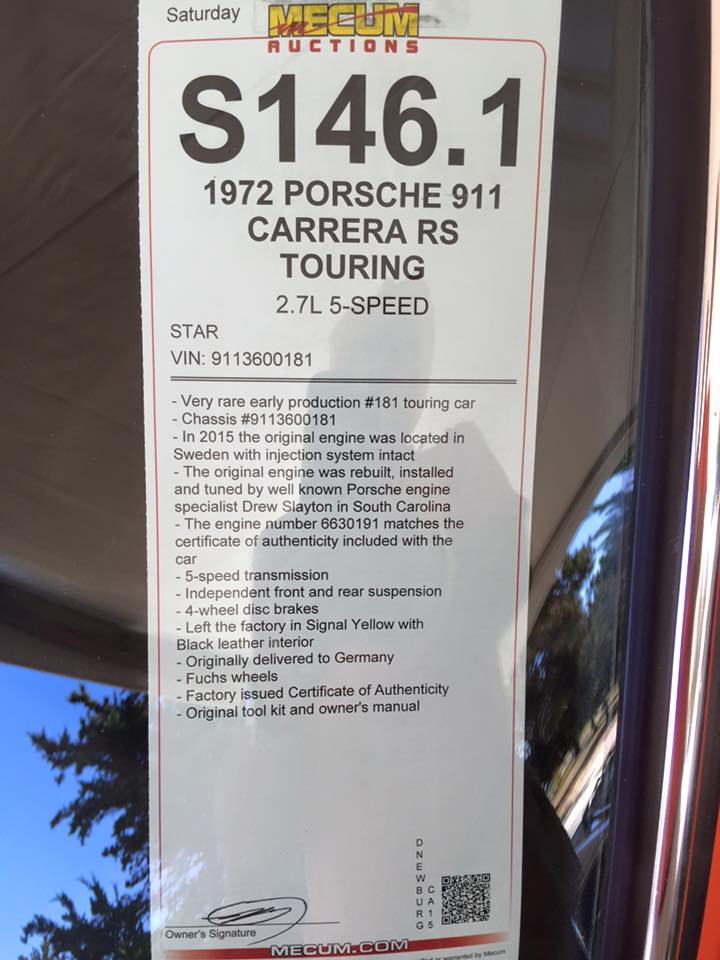 Saturday
MECUM
AUCTIONS
S146.1
1972 PORSCHE 911
CARRERA RS
TOURING
2.7L 5-SPEED
STAR
VIN: 9113600181
- Very rare early production #181 touring car
- Chassis #9113600181
- In 2015 the original engine was located in
Sweden with injection system intact
- The original engine was rebuilt, installed
and tuned by well known Porsche engine
specialist Drew Slayton in South Carolina
- The engine number 6630191 matches the
certificate of authenticity included with the
car
- 5-speed transmission
- Independent front and rear suspension
- 4-wheel disc brakes
- Left the factory in Signal Yellow with
Black leather interior
- Originally delivered to Germany
- Fuchs wheels
- Factory issued Certificate of Authenticity
- Original tool kit and owner's manual
DNEWBURG
CA15
Owner's Signature
MECUM.COM
or warranted by Mecum